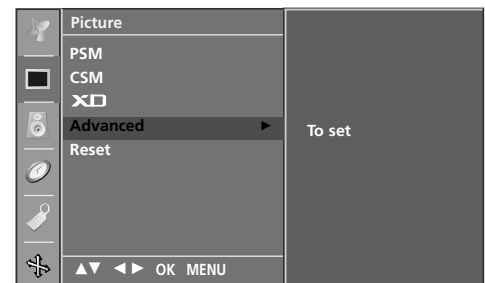 Picture
PSM
CSM
XD
Advanced ►
To set
Reset
▲▼ ◄► OK MENU